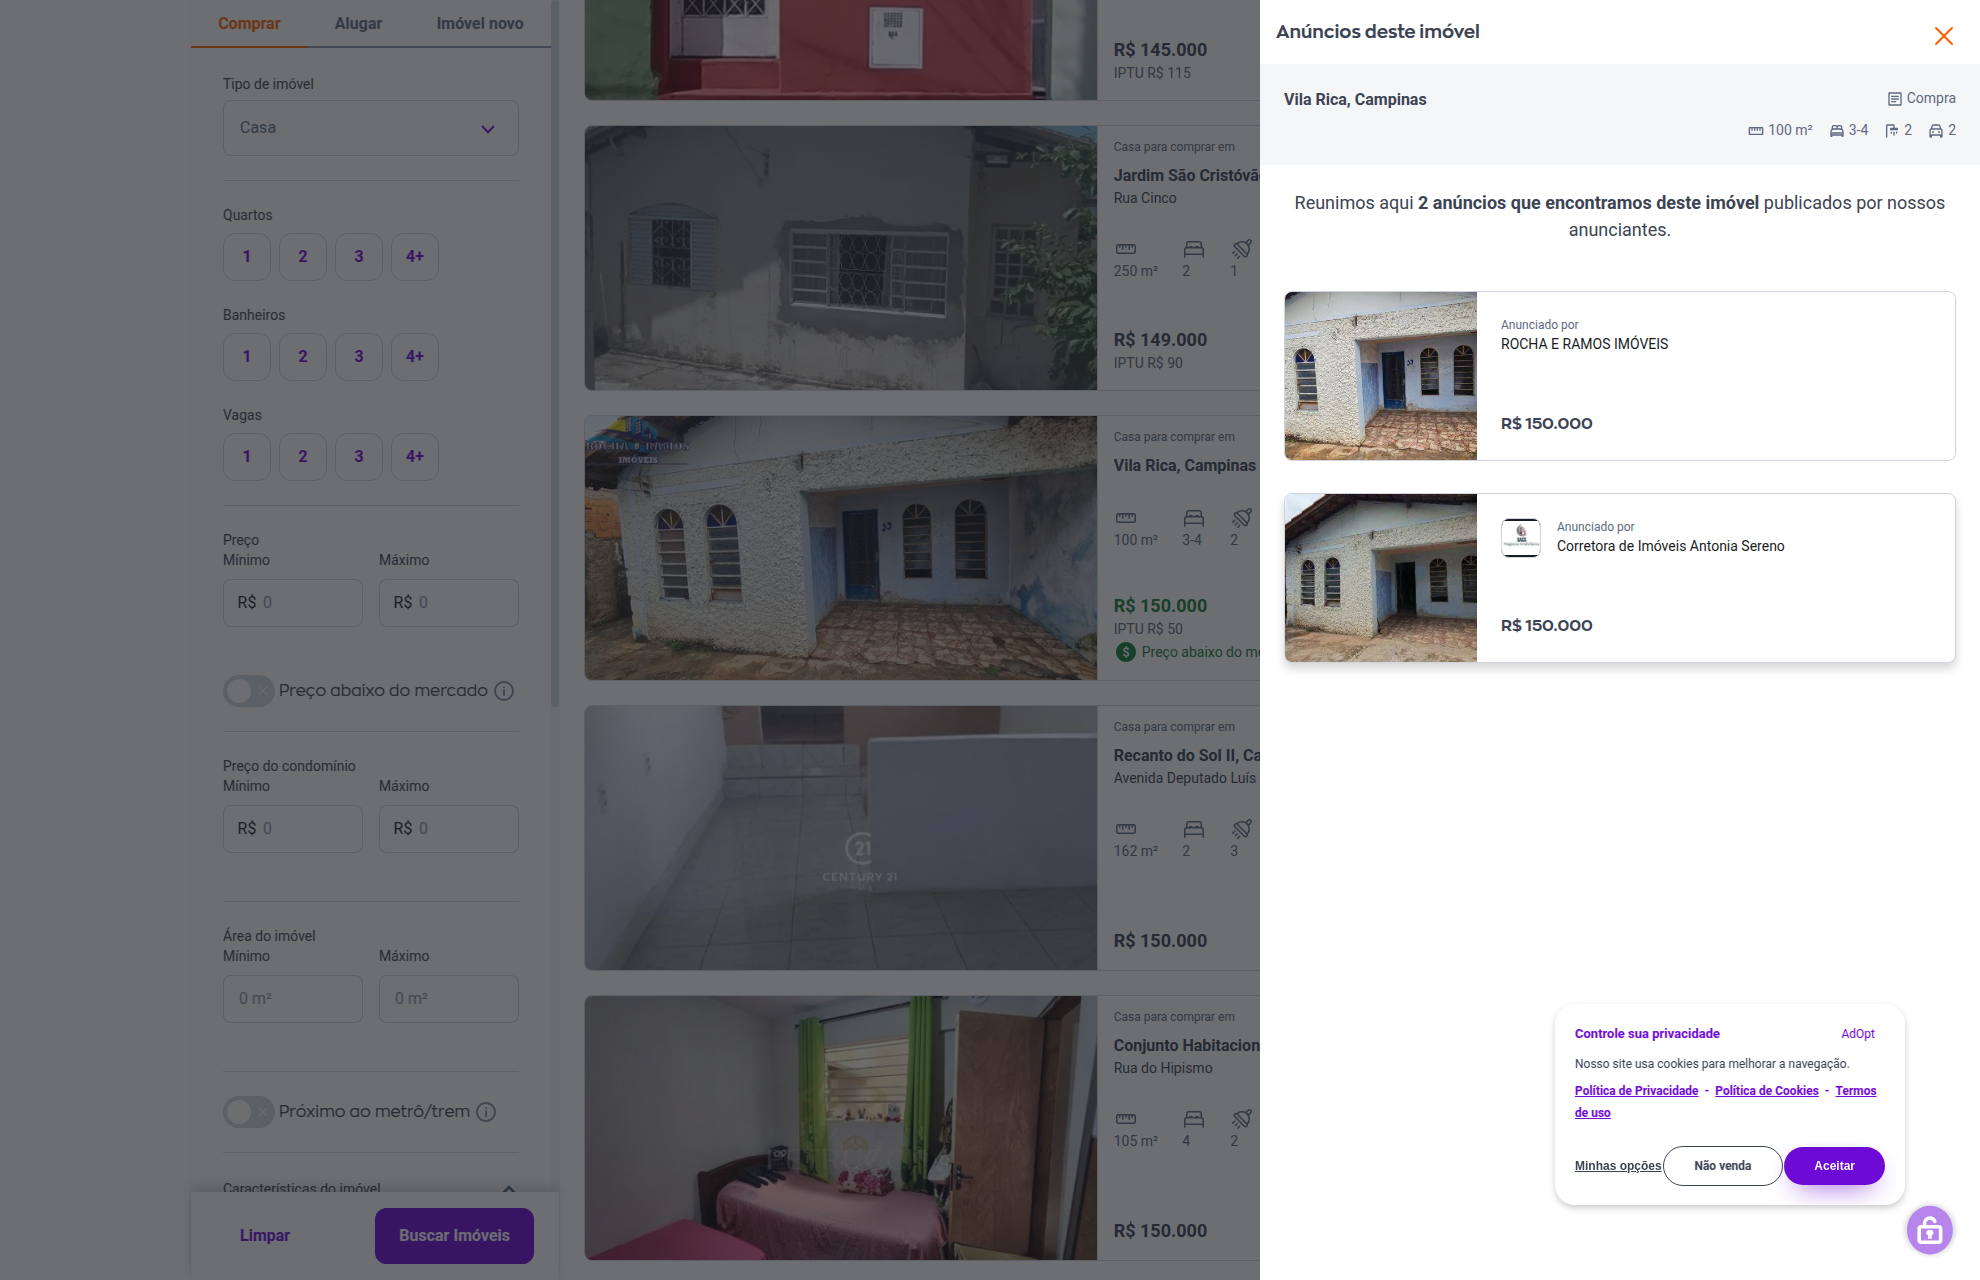 Comprar
Alugar
Imóvel novo
Tipo de imóvel
Casa
Quartos
1
2
3
4+
Banheiros
1
2
3
4+
Vagas
1
2
3
4+
Preço
Mínimo
Máximo
R$ 0
R$ 0
Preço abaixo do mercado
Preço do condomínio
Mínimo
Máximo
R$ 0
R$ 0
Área do imóvel
Mínimo
Máximo
0 m²
0 m²
Próximo ao metrô/trem
Características do imóvel
Limpar
Buscar Imóveis
R$ 145.000
IPTU R$ 115
Casa para comprar em
Jardim São Cristóvã
Rua Cinco
250 m²
2
1
R$ 149.000
IPTU R$ 90
ROCHA E RAMOS
IMÓVEIS
Casa para comprar em
Vila Rica, Campinas
100 m²
3-4
2
R$ 150.000
IPTU R$ 50
Preço abaixo do me
21
CENTURY 21
Casa para comprar em
Recanto do Sol II, Ca
Avenida Deputado Luís
162 m²
2
3
R$ 150.000
Casa para comprar em
Conjunto Habitacion
Rua do Hipismo
105 m²
4
2
R$ 150.000
Anúncios deste imóvel
Vila Rica, Campinas
Compra
100 m²
3-4
2
2
Reunimos aqui 2 anúncios que encontramos deste imóvel publicados por nossos
anunciantes.
Anunciado por
ROCHA E RAMOS IMÓVEIS
R$ 150.000
Anunciado por
Corretora de Imóveis Antonia Sereno
R$ 150.000
Controle sua privacidade
AdOpt
Nosso site usa cookies para melhorar a navegação.
Política de Privacidade - Política de Cookies - Termos
de uso
Minhas opções
Não venda
Aceitar